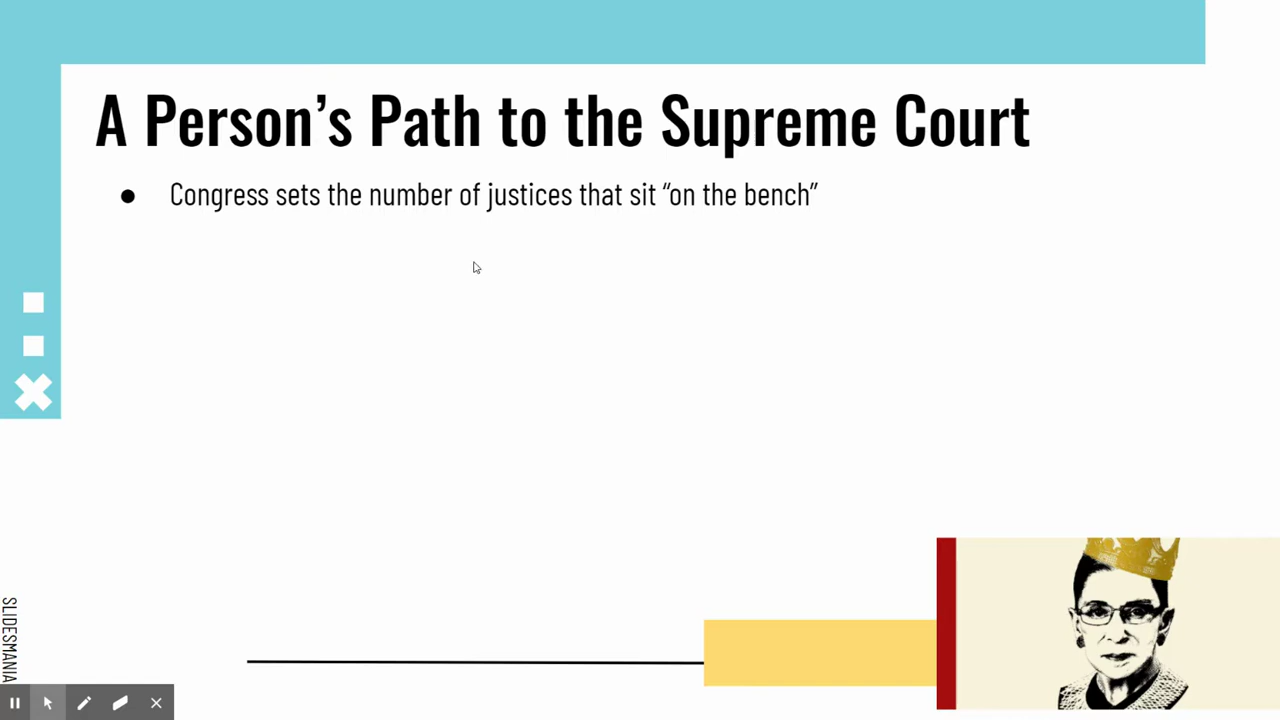 A Person’s Path to the Supreme Court
● Congress sets the number of justices that sit “on the bench”
SLIDESMANIA